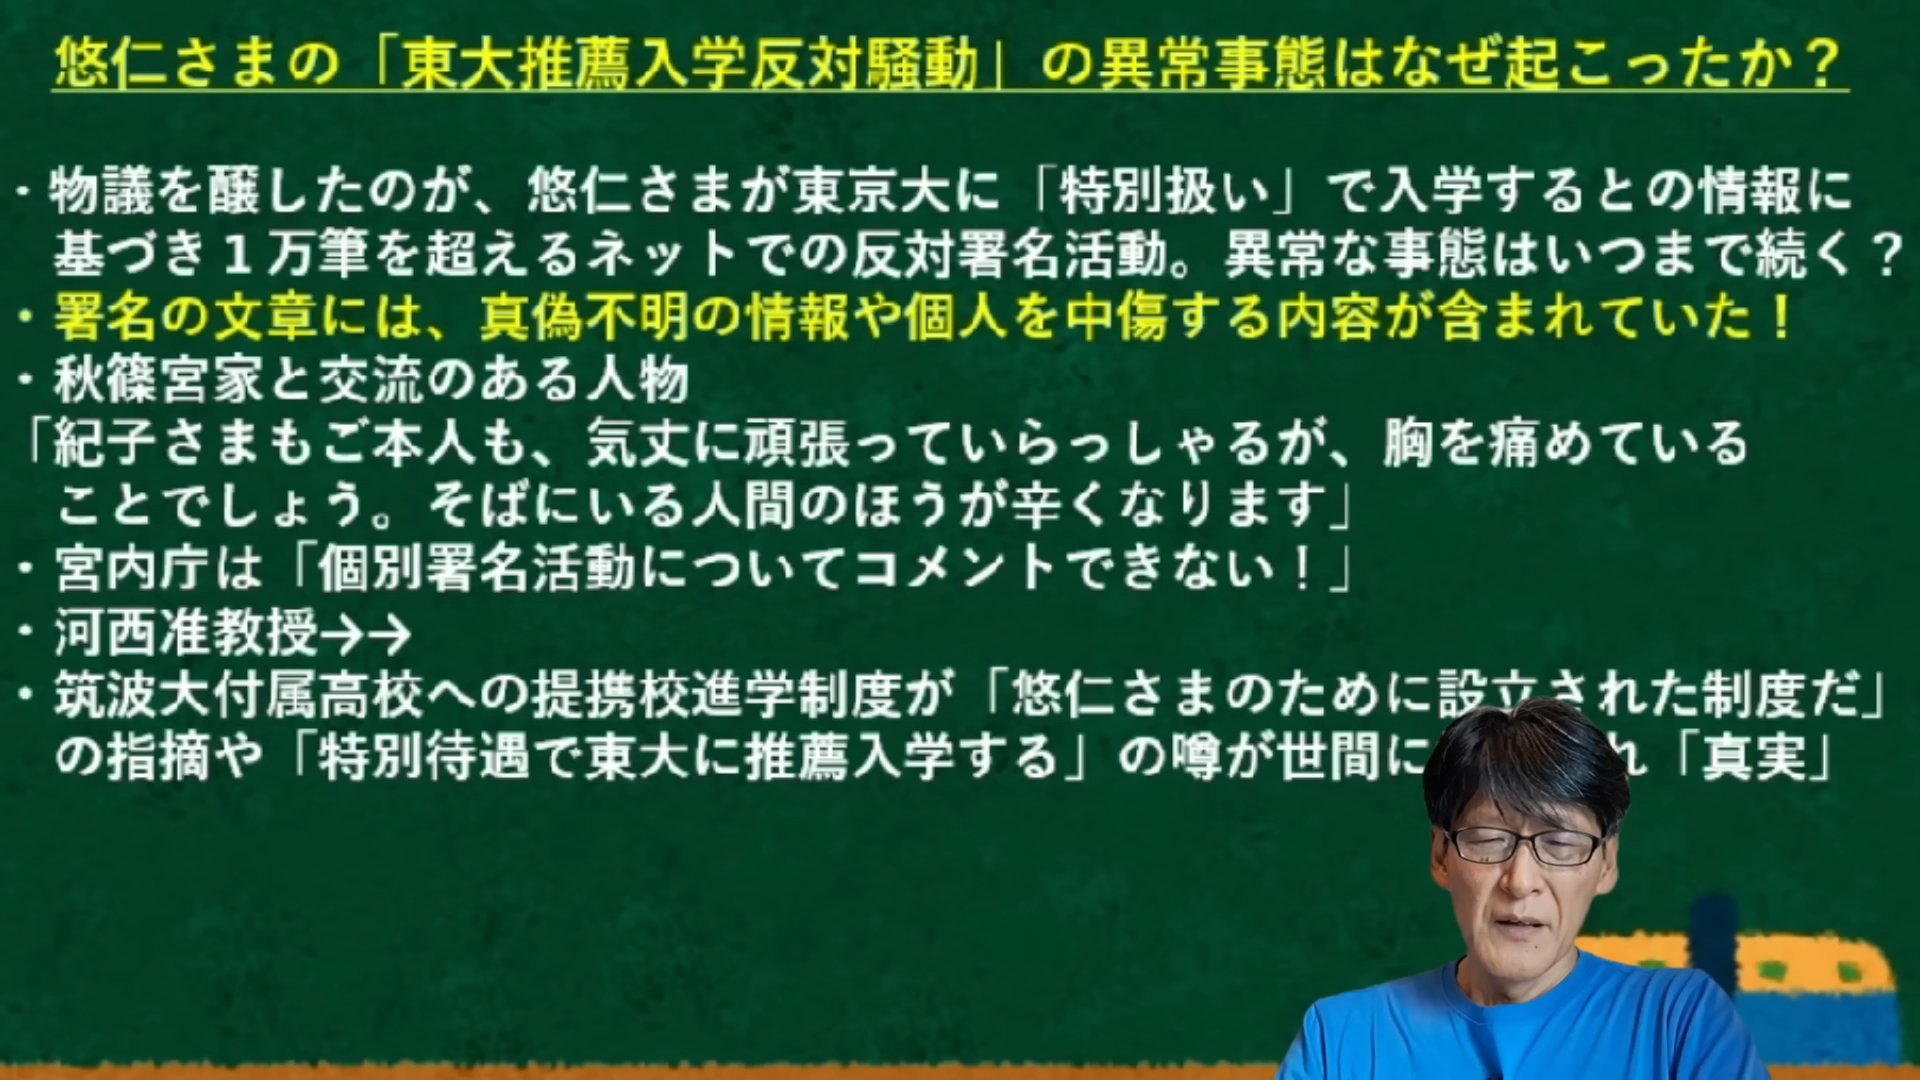 悠仁さまの「東大推薦入学反対騒動」の異常事態はなぜ起こったか？
・物議を醸したのが、悠仁さまが東京大に「特別扱い」で入学するとの情報に
基づき１万筆を超えるネットでの反対署名活動。異常な事態はいつまで続く？
・署名の文章には、真偽不明の情報や個人を中傷する内容が含まれていた！
・秋篠宮家と交流のある人物
「紀子さまもご本人も、気丈に頑張っていらっしゃるが、胸を痛めている
ことでしょう。そばにいる人間のほうが辛くなります」
・宮内庁は「個別署名活動についてコメントできない！」
・河西准教授→→
・筑波大付属高校への提携校進学制度が「悠仁さまのために設立された制度だ」
の指摘や「特別待遇で東大に推薦入学する」の噂が世間に れ「真実」